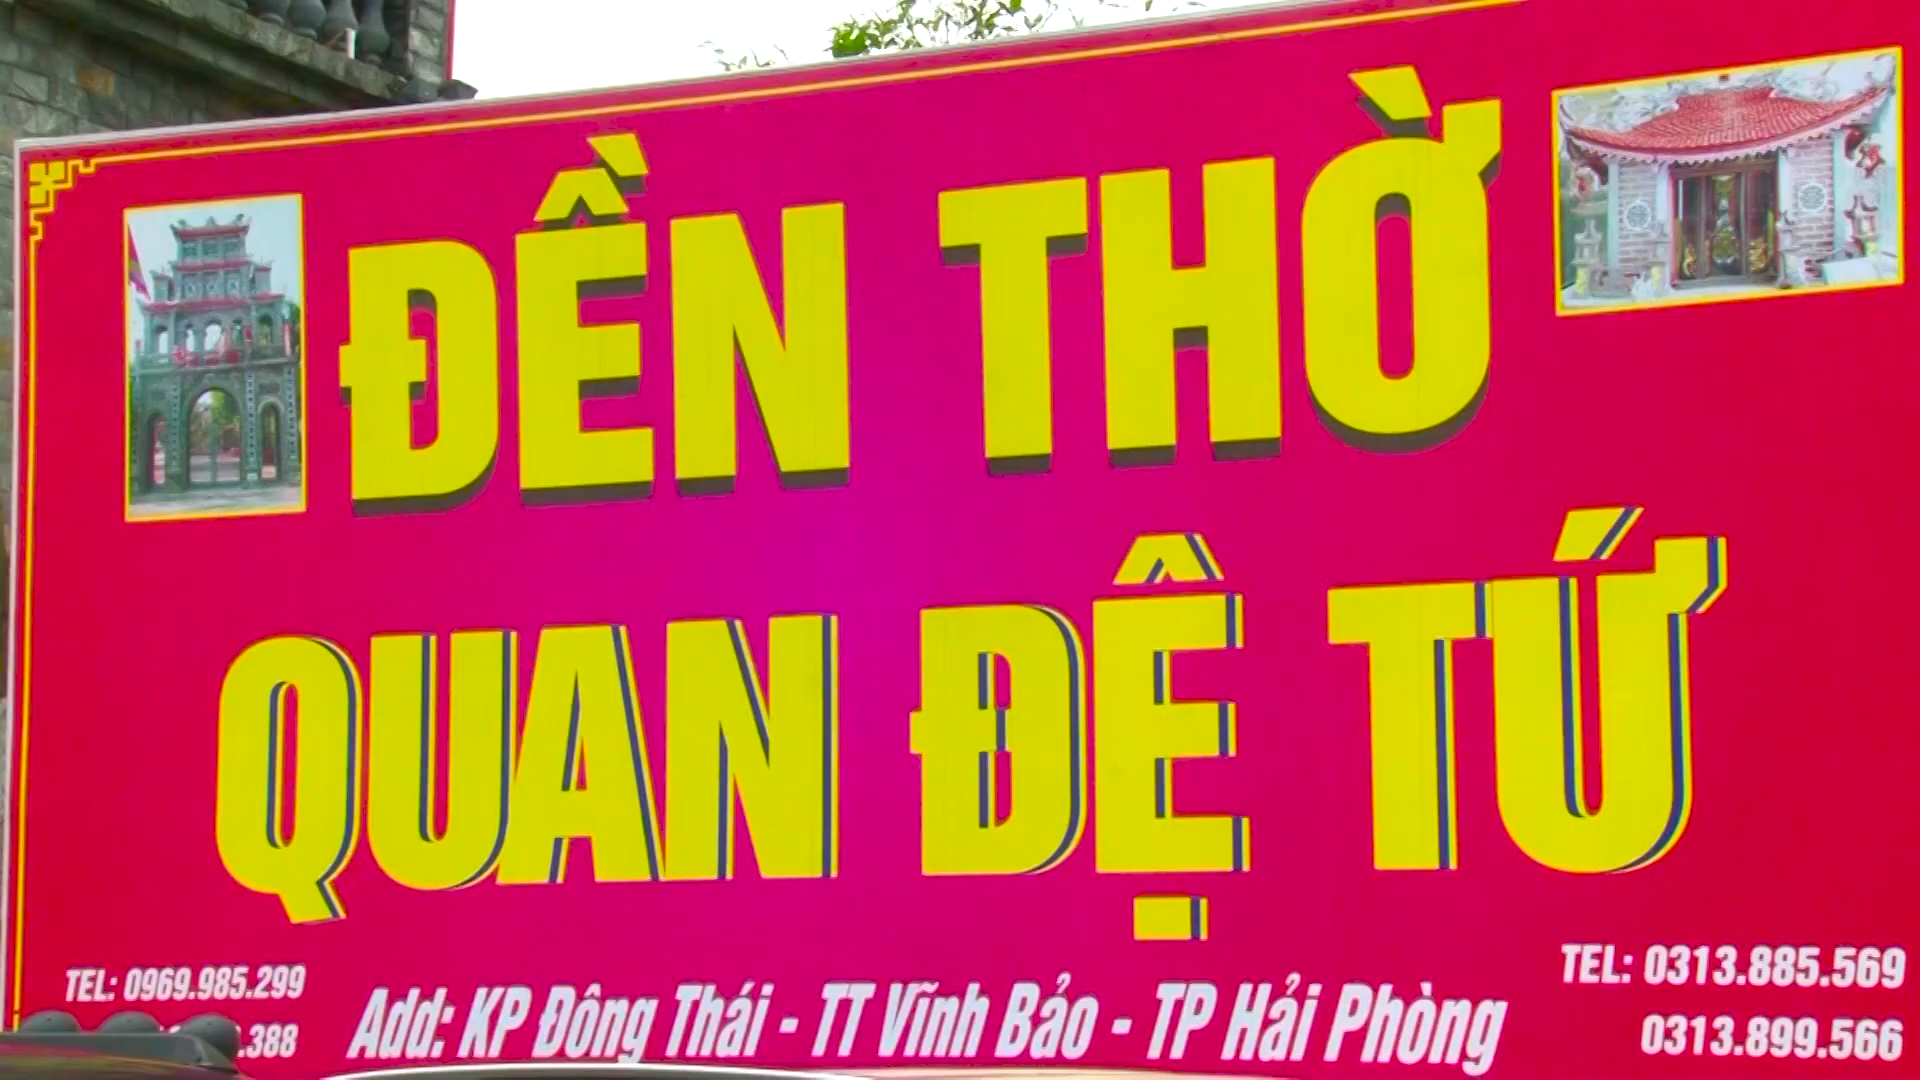 ĐỀN THỜ
QUAN ĐỆ TỨ
TEL: 0969.985.299
.388
Add: KP Đông Thái - TT Vĩnh Bảo - TP Hải Phòng
TEL: 0313.885.569
0313.899.566